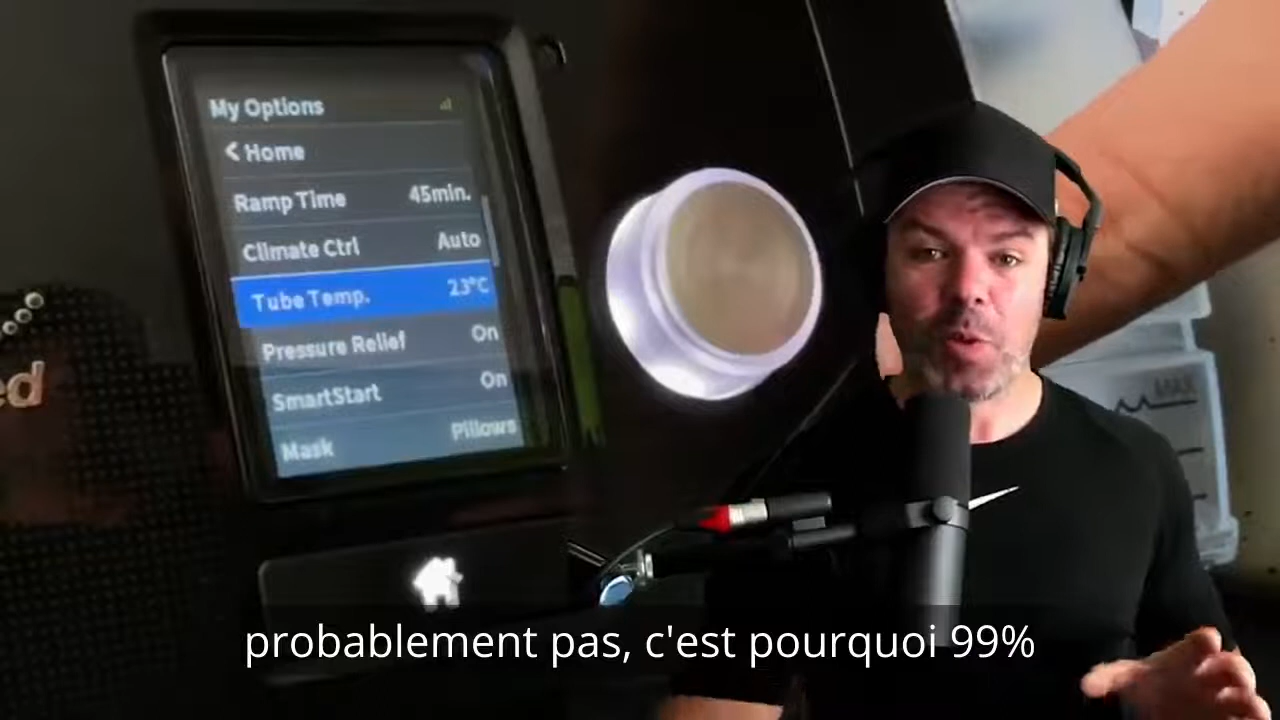 My Options
< Home
Ramp Time 45min.
Climate Ctrl Auto
Tube Temp. 23°C
Pressure Relief On
SmartStart On
Mask Pillows
ed
MAX
probablement pas, c'est pourquoi 99%